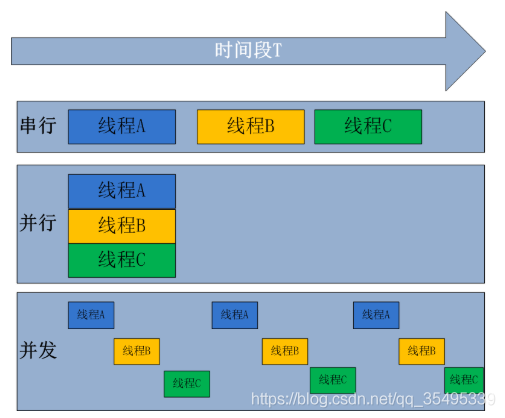 时间段T
串行 线程A 线程B 线程C
并行
线程A
线程B
线程C
并发
线程A 线程A 线程A
线程B 线程B 线程B
线程C 线程C 线程C
https://blog.csdn.net/qq_35495339